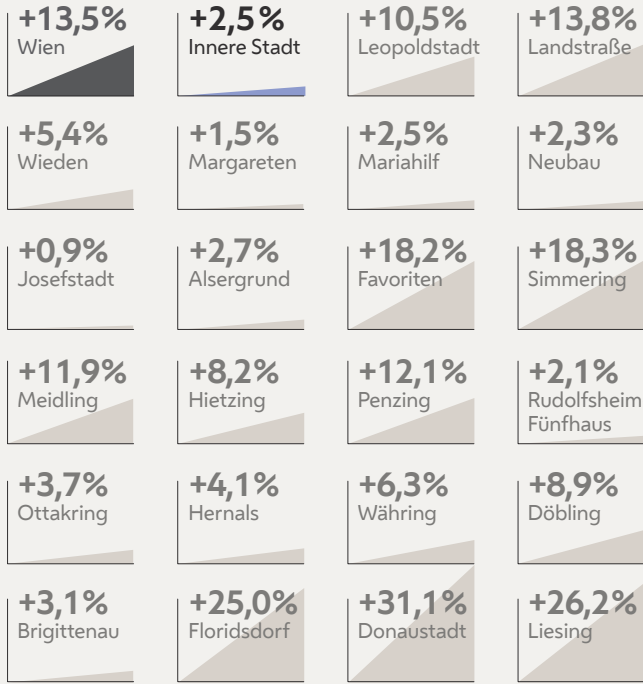 +13,5%
Wien
+2,5%
Innere Stadt
+10,5%
Leopoldstadt
+13,8%
Landstraße
+5,4%
Wieden
+1,5%
Margareten
+2,5%
Mariahilf
+2,3%
Neubau
+0,9%
Josefstadt
+2,7%
Alsergrund
+18,2%
Favoriten
+18,3%
Simmering
+11,9%
Meidling
+8,2%
Hietzing
+12,1%
Penzing
+2,1%
Rudolfsheim
Fünfhaus
+3,7%
Ottakring
+4,1%
Hernals
+6,3%
Währing
+8,9%
Döbling
+3,1%
Brigittenau
+25,0%
Floridsdorf
+31,1%
Donaustadt
+26,2%
Liesing